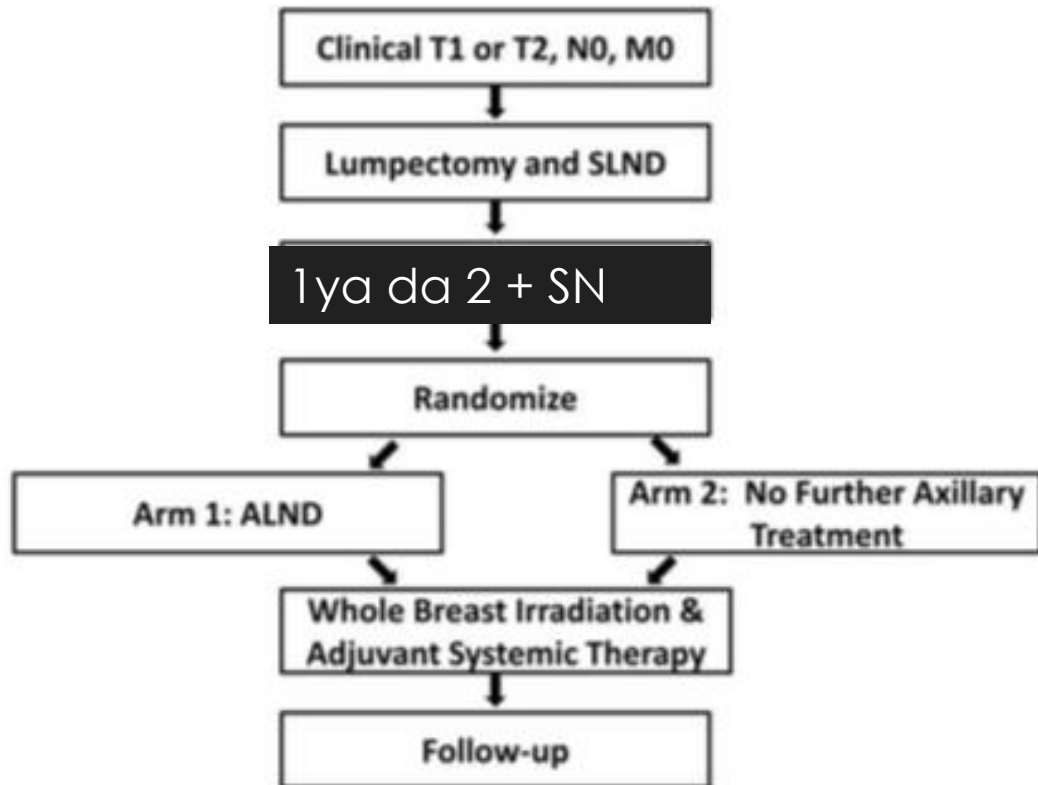 Clinical T1 or T2, N0, M0
Lumpectomy and SLND
1ya da 2 + SN
Randomize
Arm 1: ALND
Arm 2: No Further Axillary
Treatment
Whole Breast Irradiation &
Adjuvant Systemic Therapy
Follow-up